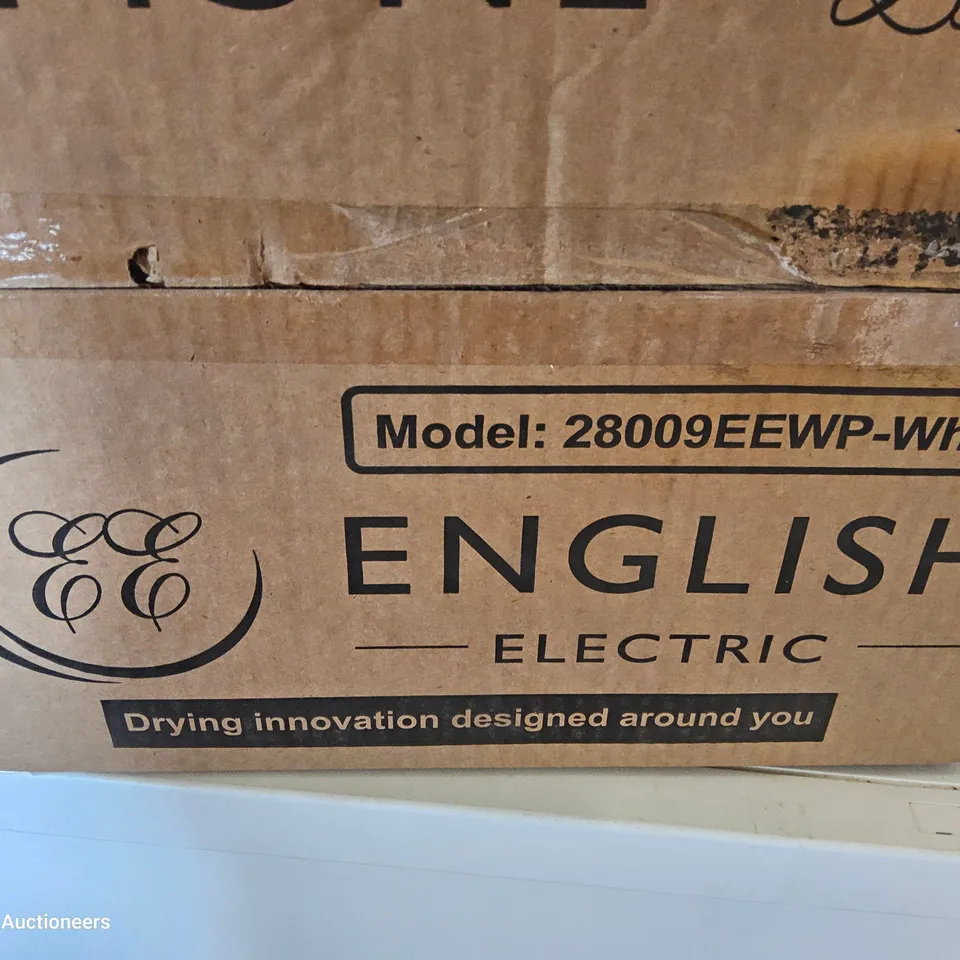 Model: 28009EEWP-Wh
EE
ENGLISH
ELECTRIC
Drying innovation designed around you
Auctioneers